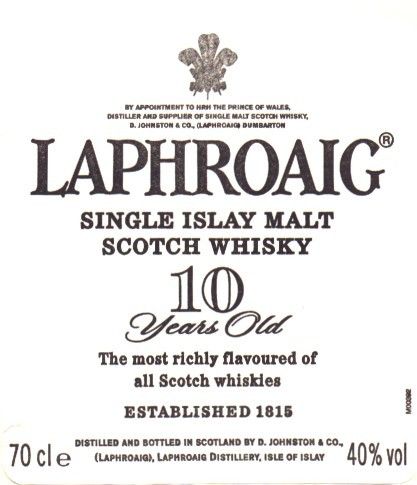 BY APPOINTMENT TO HRH THE PRINCE OF WALES,
DISTILLER AND SUPPLIER OF SINGLE MALT SCOTCH WHISKY,
D. JOHNSTON & CO., (LAPHROAIG) DUMBARTON
LAPHROAIG®
SINGLE ISLAY MALT
SCOTCH WHISKY
10
Years Old
The most richly flavoured of
all Scotch whiskies
ESTABLISHED 1815
DISTILLED AND BOTTLED IN SCOTLAND BY D. JOHNSTON & CO.,
(LAPHROAIG), LAPHROAIG DISTILLERY, ISLE OF ISLAY
70 cl e
40% vol